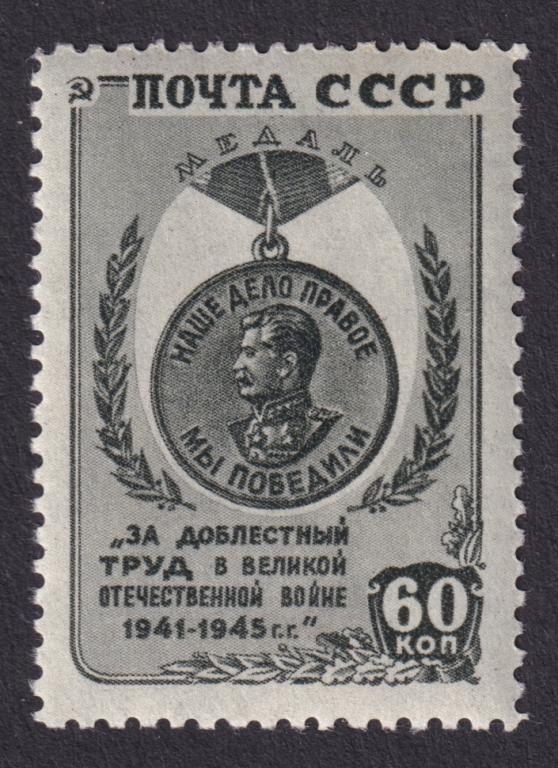 ПОЧТА СССР
МЕДАЛЬ
НАШЕ ДЕЛО ПРАВОЕ
МЫ ПОБЕДИЛИ
„ЗА ДОБЛЕСТНЫЙ
ТРУД В ВЕЛИКОЙ
ОТЕЧЕСТВЕННОЙ ВОЙНЕ
1941-1945 г.г."
60
КОП